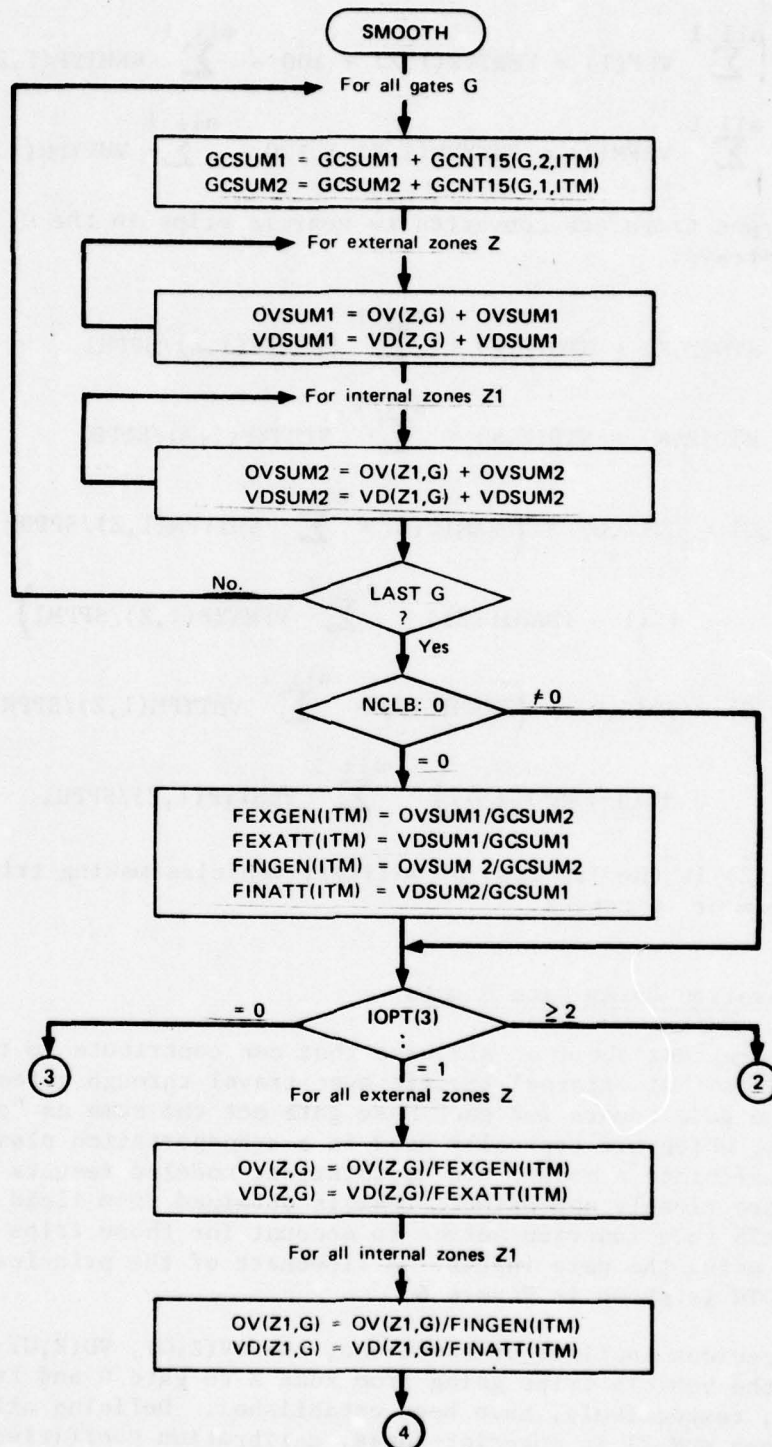 SMOOTH
For all gates G
GCSUM1 = GCSUM1 + GCNT15(G,2,ITM)
GCSUM2 = GCSUM2 + GCNT15(G,1,ITM)
For external zones Z
OVSUM1 = OV(Z,G) + OVSUM1
VDSUM1 = VD(Z,G) + VDSUM1
For internal zones Z1
OVSUM2 = OV(Z1,G) + OVSUM2
VDSUM2 = VD(Z1,G) + VDSUM2
No.
LAST G
?
Yes
NCLB: 0
≠0
= 0
FEXGEN(ITM) = OVSUM1/GCSUM2
FEXATT(ITM) = VDSUM1/GCSUM1
FINGEN(ITM) = OVSUM 2/GCSUM2
FINATT(ITM) = VDSUM2/GCSUM1
= 0
IOPT(3)
:
≥ 2
= 1
3
2
For all external zones Z
OV(Z,G) = OV(Z,G)/FEXGEN(ITM)
VD(Z,G) = VD(Z,G)/FEXATT(ITM)
For all internal zones Z1
OV(Z1,G) = OV(Z1,G)/FINGEN(ITM)
VD(Z1,G) = VD(Z1,G)/FINATT(ITM)
4